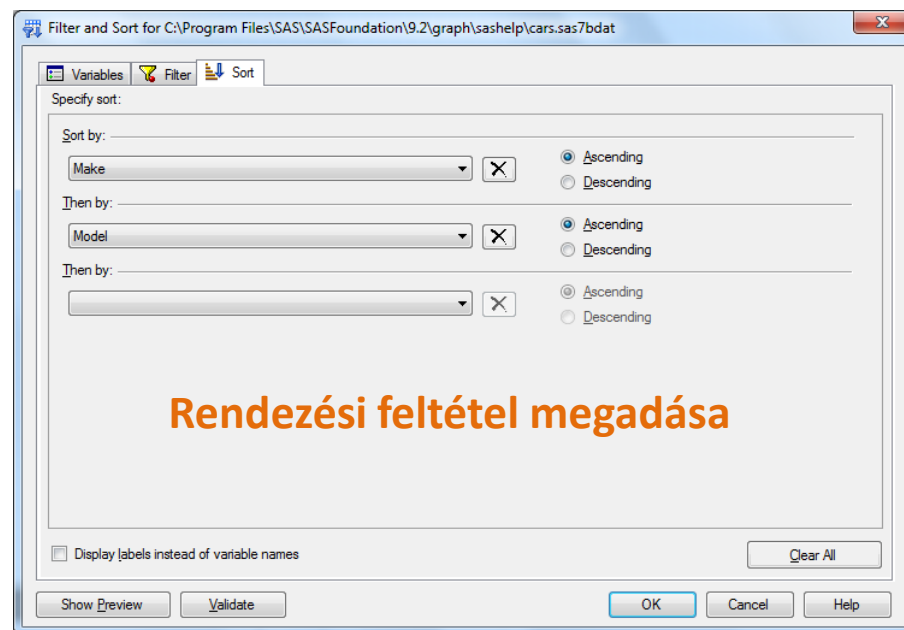 Filter and Sort for C:\Program Files\SAS\SASFoundation\9.2\graph\sashelp\cars.sas7bdat
Variables Filter Sort
Specify sort:
Sort by:
Make
Ascending
Descending
Then by:
Model
Ascending
Descending
Then by:
Ascending
Descending
Rendezési feltétel megadása
Display labels instead of variable names
Clear All
Show Preview Validate OK Cancel Help